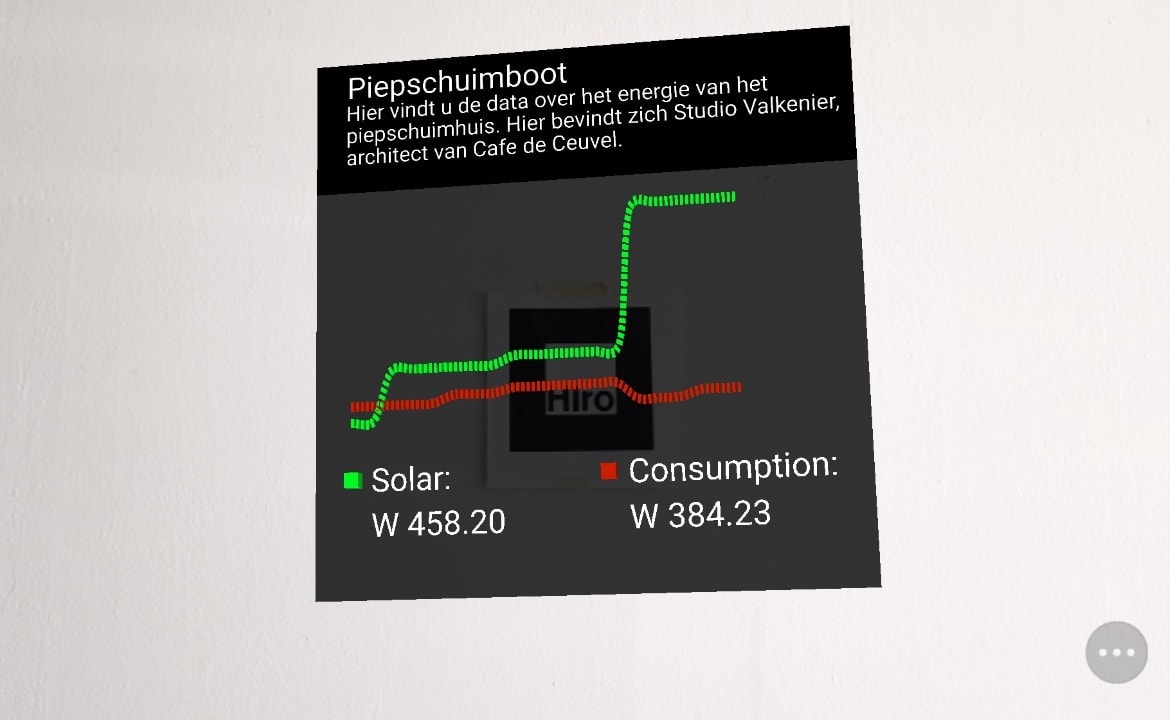 Piepschuimboot
Hier vindt u de data over het energie van het
piepschuimhuis. Hier bevindt zich Studio Valkenier,
architect van Cafe de Ceuvel.
Hiro
Solar:
Consumption:
W 458.20
W 384.23